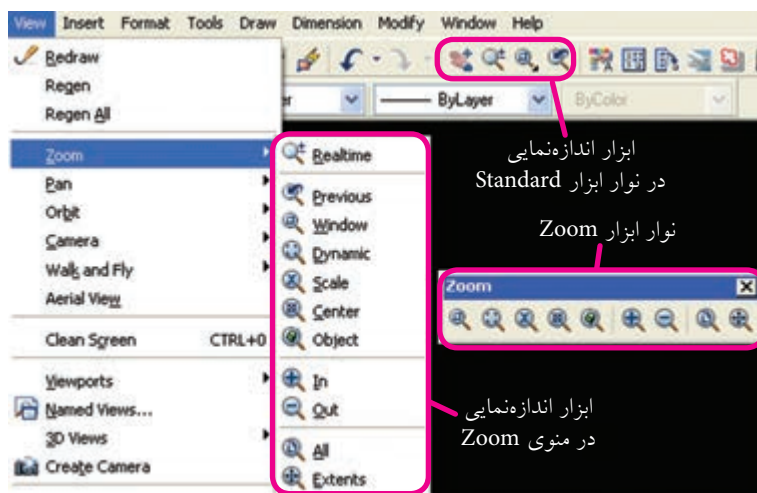 View Insert Format Tools Draw Dimension Modify Window Help
Redraw
Regen
Regen All
ByLayer
ByColor
Zoom
Pan
Orbit
Camera
Walk and Fly
Aerial View
Clean Screen CTRL+0
Viewports
Named Views...
3D Views
Create Camera
Realtime
Previous
Window
Dynamic
Scale
Center
Object
In
Out
All
Extents
ابزار اندازه‌نمایی
در نوار ابزار Standard
نوار ابزار Zoom
Zoom
ابزار اندازه‌نمایی
در منوی Zoom